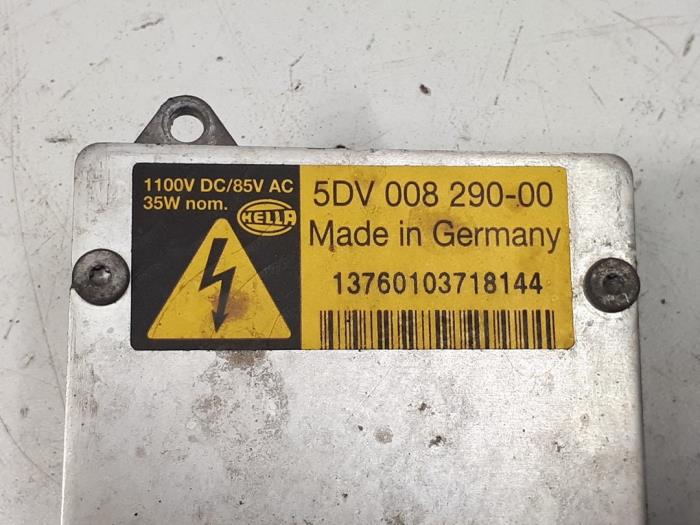 1100V DC/85V AC
35W nom.
HELLA
5DV 008 290-00
Made in Germany
13760103718144